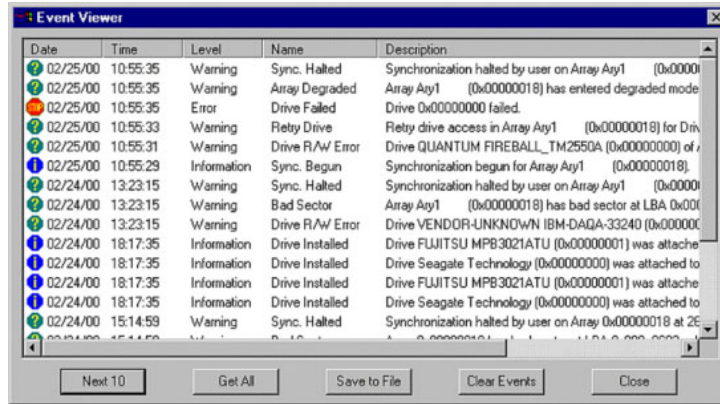 Event Viewer
Date Time Level Name Description
02/25/00 10:55:35 Warning Sync. Halted Synchronization halted by user on Array Ary1 (0x0000
02/25/00 10:55:35 Warning Array Degraded Array Ary1 (0x00000018) has entered degraded mode
STOP 02/25/00 10:55:35 Error Drive Failed Drive 0x00000000 failed.
02/25/00 10:55:33 Warning Retry Drive Retry drive access in Array Ary1 (0x00000018) for Driv
02/25/00 10:55:31 Warning Drive R/W Error Drive QUANTUM FIREBALL_TM2550A (0x00000000) of
02/25/00 10:55:29 Information Sync. Begun Synchronization begun for Array Ary1 (0x00000018).
02/24/00 13:23:15 Warning Sync. Halted Synchronization halted by user on Array Ary1 (0x0000
02/24/00 13:23:15 Warning Bad Sector Array Ary1 (0x00000018) has bad sector at LBA 0x000
02/24/00 13:23:15 Warning Drive R/W Error Drive VENDOR-UNKNOWN IBM-DAQA-33240 (0x000000
02/24/00 18:17:35 Information Drive Installed Drive FUJITSU MPB3021ATU (0x00000001) was attache
02/24/00 18:17:35 Information Drive Installed Drive Seagate Technology (0x00000000) was attached to
02/24/00 18:17:35 Information Drive Installed Drive FUJITSU MPB3021ATU (0x00000001) was attache
02/24/00 18:17:35 Information Drive Installed Drive Seagate Technology (0x00000000) was attached to
02/24/00 15:14:59 Warning Sync. Halted Synchronization halted by user on Array 0x00000018 at 2E
Next 10 Get All Save to File Clear Events Close